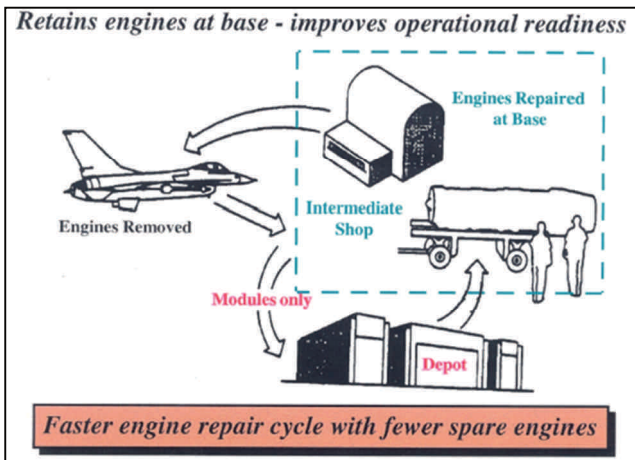 Retains engines at base - improves operational readiness
Engines Repaired
at Base
Engines Removed
Intermediate
Shop
Modules only
Depot
Faster engine repair cycle with fewer spare engines